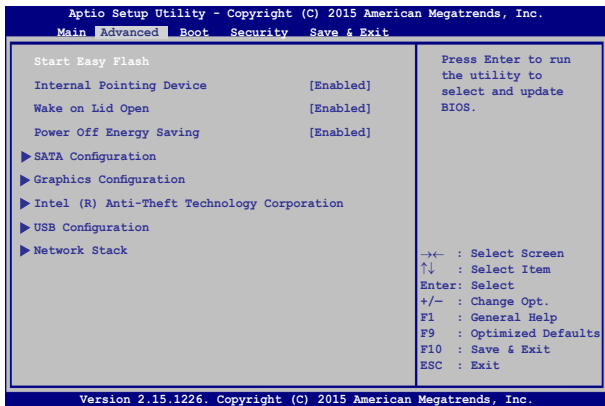 Aptio Setup Utility - Copyright (C) 2015 American Megatrends, Inc.
Main Advanced Boot Security Save & Exit
Start Easy Flash
Internal Pointing Device [Enabled]
Wake on Lid Open [Enabled]
Power Off Energy Saving [Enabled]
SATA Configuration
Graphics Configuration
Intel (R) Anti-Theft Technology Corporation
USB Configuration
Network Stack
Press Enter to run
the utility to
select and update
BIOS.
→← : Select Screen
↑↓ : Select Item
Enter: Select
+/— : Change Opt.
F1 : General Help
F9 : Optimized Defaults
F10 : Save & Exit
ESC : Exit
Version 2.15.1226. Copyright (C) 2015 American Megatrends, Inc.